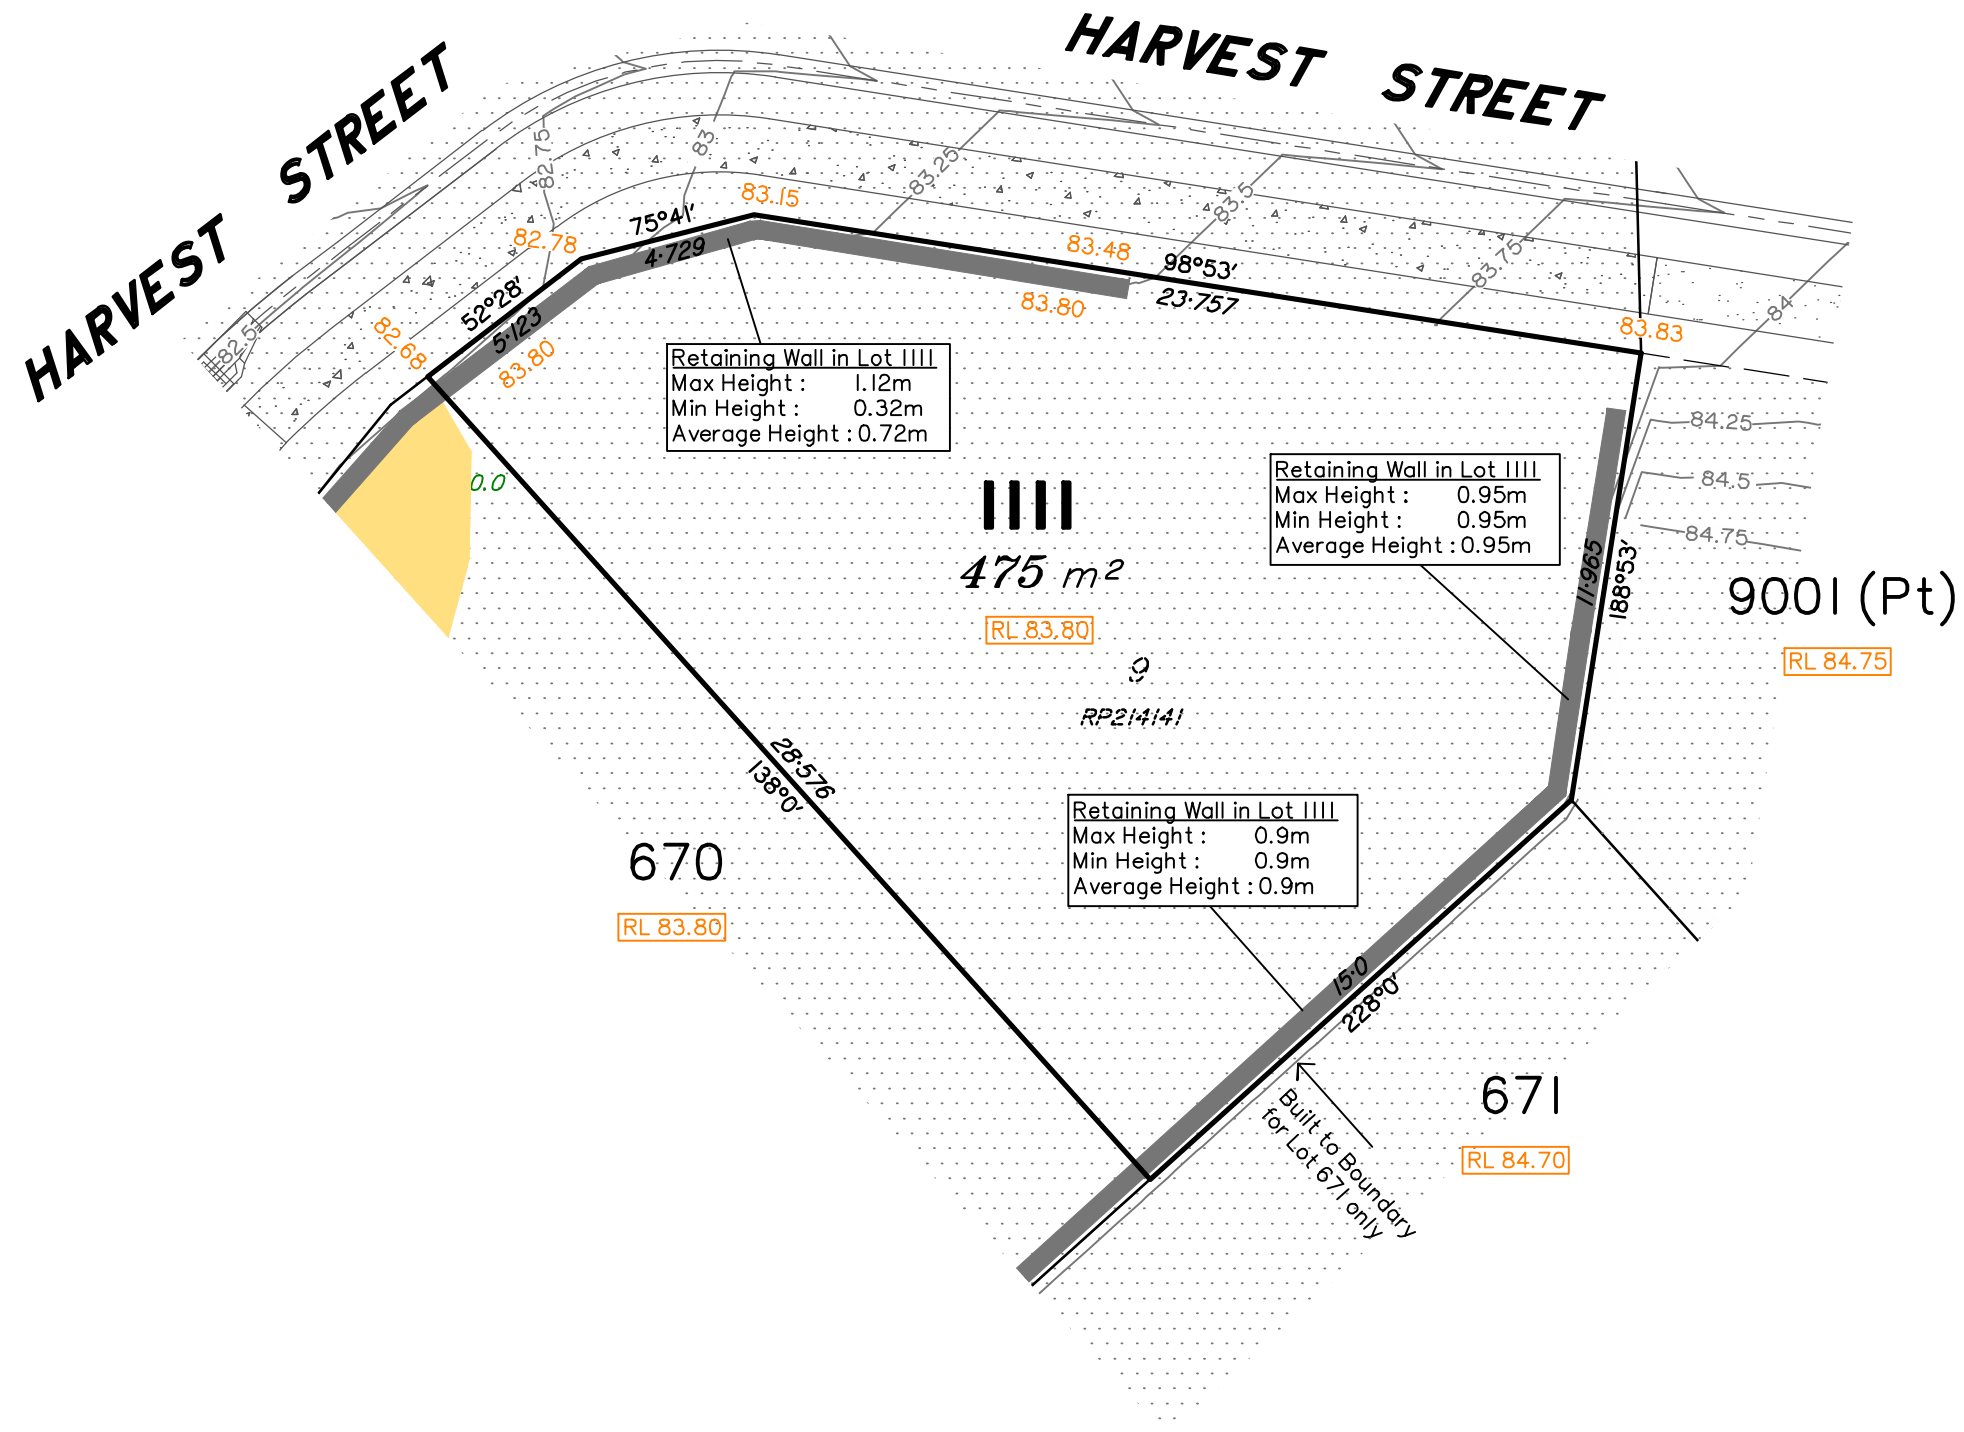 HARVEST STREET
HARVEST STREET
82.5
82.75
83
83.25
83.5
83.75
84
83.15
75°41'
4·729
82.78
52°28'
5·123
82.68
83.80
83.48
98°53'
23·757
83.80
83.83
84.25
84.5
84.75
Retaining Wall in Lot 1111
Max Height : 1.12m
Min Height : 0.32m
Average Height : 0.72m
0.0
1111
475 m²
RL 83.80
9
RP214141
Retaining Wall in Lot 1111
Max Height : 0.95m
Min Height : 0.95m
Average Height : 0.95m
11·965
188°53'
9001 (Pt)
RL 84.75
28·576
138°0'
670
RL 83.80
Retaining Wall in Lot 1111
Max Height : 0.9m
Min Height : 0.9m
Average Height : 0.9m
15·0
228°0'
671
RL 84.70
Built to Boundary
for Lot 671 only